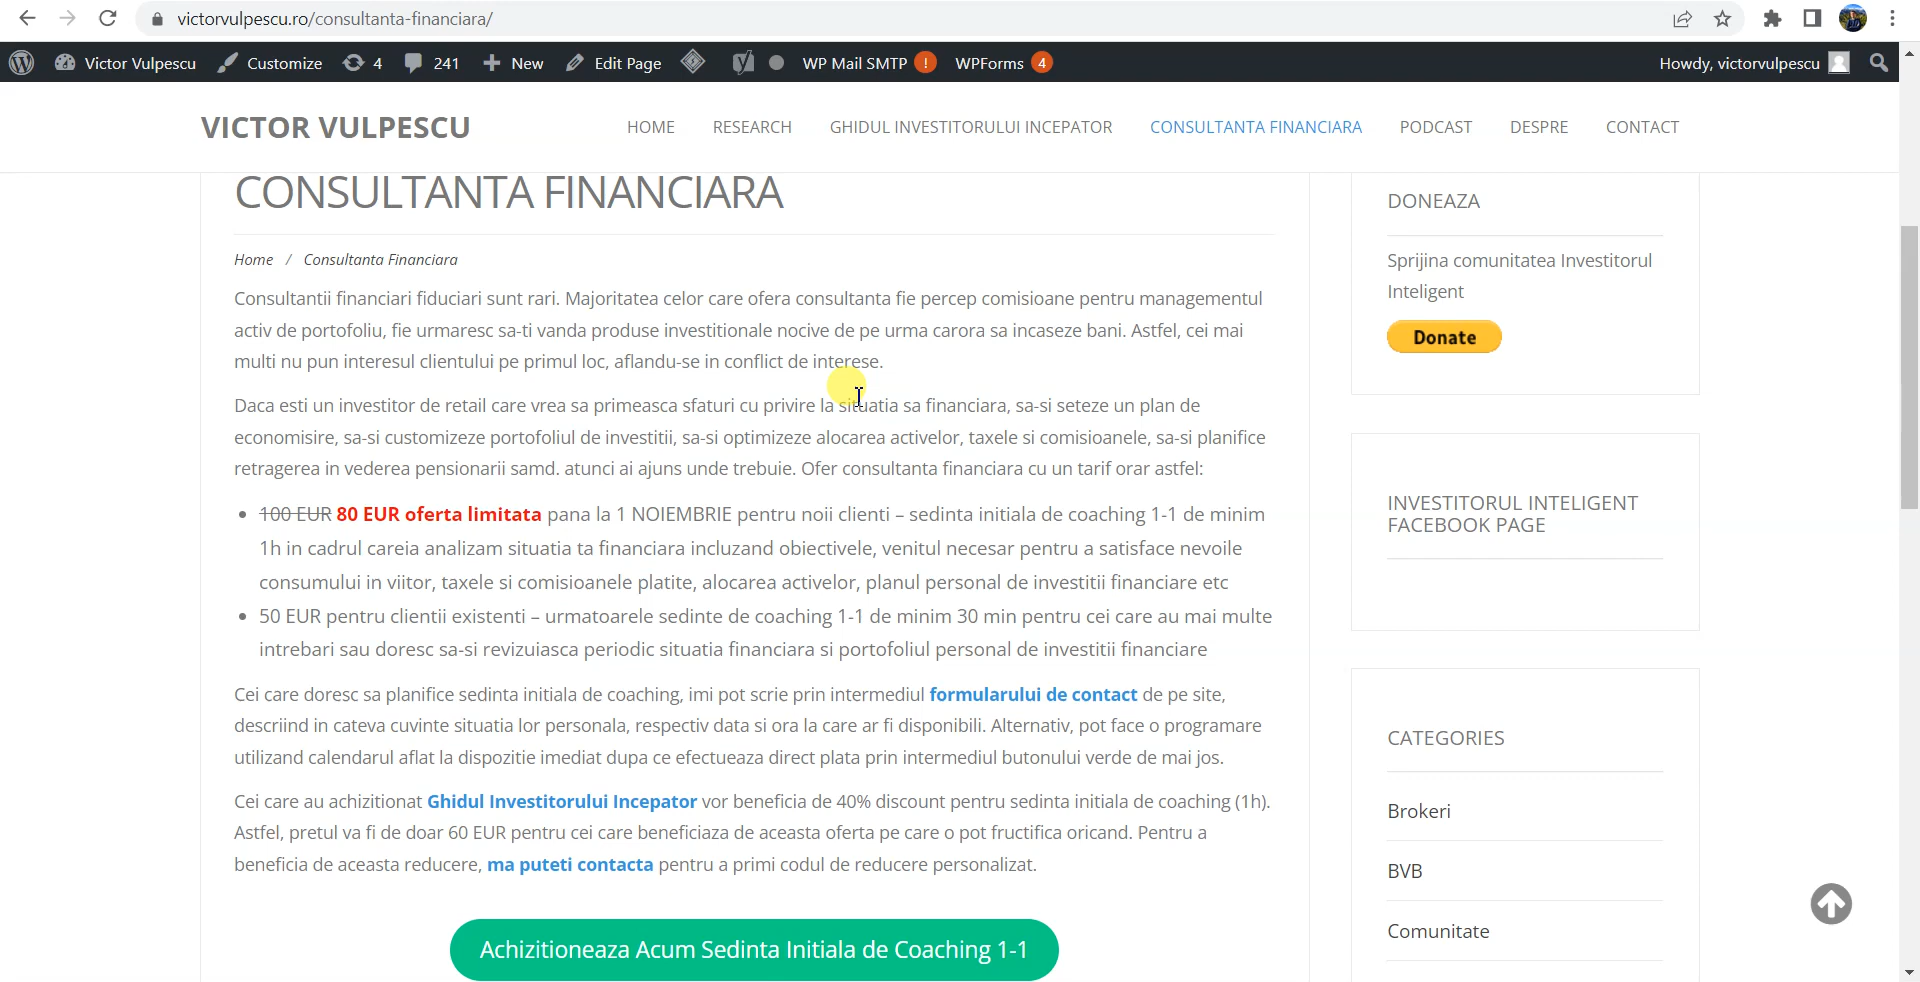 victorvulpescu.ro/consultanta-financiara/
Victor Vulpescu Customize 4 241 New Edit Page WP Mail SMTP ! WPForms 4 Howdy, victorvulpescu
VICTOR VULPESCU
HOME RESEARCH GHIDUL INVESTITORULUI INCEPATOR CONSULTANTA FINANCIARA PODCAST DESPRE CONTACT
CONSULTANTA FINANCIARA
Home / Consultanta Financiara
Consultantii financiari fiduciari sunt rari. Majoritatea celor care ofera consultanta fie percep comisioane pentru managementul
activ de portofoliu, fie urmaresc sa-ti vanda produse investitionale nocive de pe urma carora sa incaseze bani. Astfel, cei mai
multi nu pun interesul clientului pe primul loc, aflandu-se in conflict de interese.
Daca esti un investitor de retail care vrea sa primeasca sfaturi cu privire la situatia sa financiara, sa-si seteze un plan de
economisire, sa-si customizeze portofoliul de investitii, sa-si optimizeze alocarea activelor, taxele si comisioanele, sa-si planifice
retragerea in vederea pensionarii samd. atunci ai ajuns unde trebuie. Ofer consultanta financiara cu un tarif orar astfel:
100 EUR 80 EUR oferta limitata pana la 1 NOIEMBRIE pentru noii clienti – sedinta initiala de coaching 1-1 de minim
1h in cadrul careia analizam situatia ta financiara incluzand obiectivele, venitul necesar pentru a satisface nevoile
consumului in viitor, taxele si comisioanele platite, alocarea activelor, planul personal de investitii financiare etc
50 EUR pentru clientii existenti – urmatoarele sedinte de coaching 1-1 de minim 30 min pentru cei care au mai multe
intrebari sau doresc sa-si revizuiasca periodic situatia financiara si portofoliul personal de investitii financiare
Cei care doresc sa planifice sedinta initiala de coaching, imi pot scrie prin intermediul formularului de contact de pe site,
descriind in cateva cuvinte situatia lor personala, respectiv data si ora la care ar fi disponibili. Alternativ, pot face o programare
utilizand calendarul aflat la dispozitie imediat dupa ce efectueaza direct plata prin intermediul butonului verde de mai jos.
Cei care au achizitionat Ghidul Investitorului Incepator vor beneficia de 40% discount pentru sedinta initiala de coaching (1h).
Astfel, pretul va fi de doar 60 EUR pentru cei care beneficiaza de aceasta oferta pe care o pot fructifica oricand. Pentru a
beneficia de aceasta reducere, ma puteti contacta pentru a primi codul de reducere personalizat.
Achizitioneaza Acum Sedinta Initiala de Coaching 1-1
DONEAZA
Sprijina comunitatea Investitorul
Inteligent
Donate
INVESTITORUL INTELIGENT
FACEBOOK PAGE
CATEGORIES
Brokeri
BVB
Comunitate